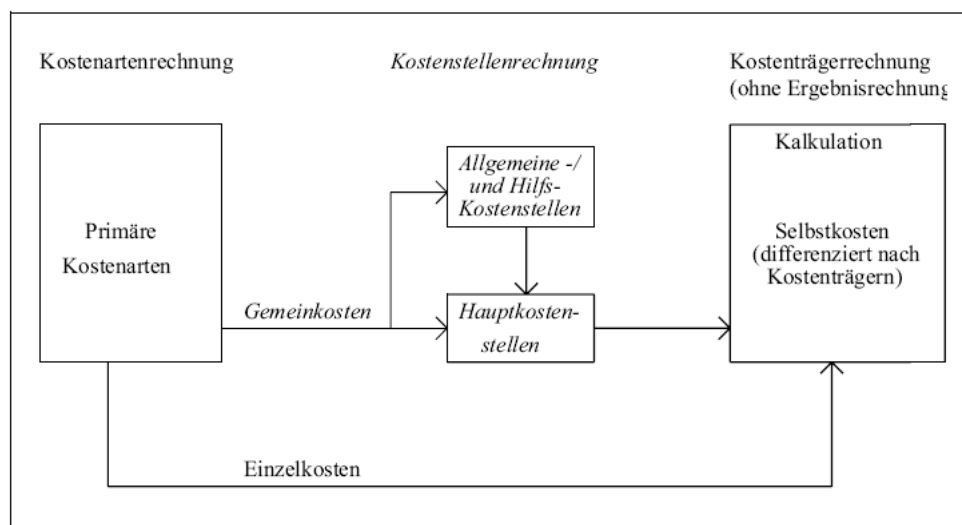 Kostenartenrechnung
Kostenstellenrechnung
Kostenträgerrechnung
(ohne Ergebnisrechnung
Primäre
Kostenarten
Gemeinkosten
Allgemeine -/
und Hilfs-
Kostenstellen
Hauptkosten-
stellen
Kalkulation
Selbstkosten
(differenziert nach
Kostenträgern)
Einzelkosten